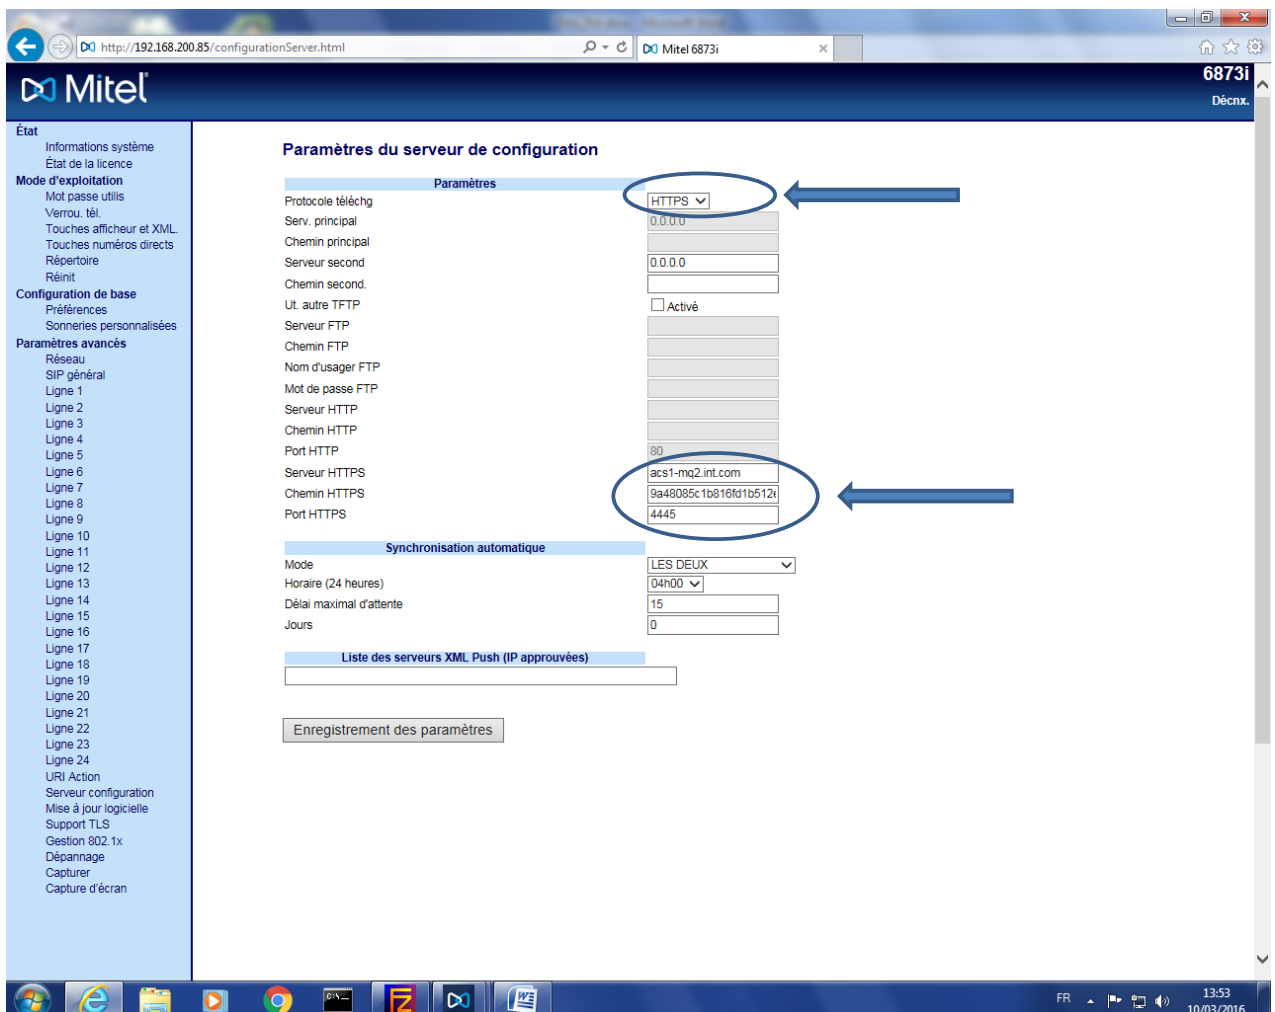 http://192.168.200.85/configurationServer.html
Mitel 6873i
Mitel
6873i
Décnx.
État
Informations système
État de la licence
Mode d'exploitation
Mot passe utilis
Verrou. tél.
Touches afficheur et XML.
Touches numéros directs
Répertoire
Réinit
Configuration de base
Préférences
Sonneries personnalisées
Paramètres avancés
Réseau
SIP général
Ligne 1
Ligne 2
Ligne 3
Ligne 4
Ligne 5
Ligne 6
Ligne 7
Ligne 8
Ligne 9
Ligne 10
Ligne 11
Ligne 12
Ligne 13
Ligne 14
Ligne 15
Ligne 16
Ligne 17
Ligne 18
Ligne 19
Ligne 20
Ligne 21
Ligne 22
Ligne 23
Ligne 24
URI Action
Serveur configuration
Mise à jour logicielle
Support TLS
Gestion 802.1x
Dépannage
Capturer
Capture d'écran
Paramètres du serveur de configuration
Paramètres
Protocole téléchg HTTPS
Serv. principal 0.0.0.0
Chemin principal
Serveur second 0.0.0.0
Chemin second.
Ut. autre TFTP Activé
Serveur FTP
Chemin FTP
Nom d'usager FTP
Mot de passe FTP
Serveur HTTP
Chemin HTTP
Port HTTP 80
Serveur HTTPS acs1-mq2.int.com
Chemin HTTPS 9a48085c1b816fd1b512e
Port HTTPS 4445
Synchronisation automatique
Mode LES DEUX
Horaire (24 heures) 04h00
Délai maximal d'attente 15
Jours 0
Liste des serveurs XML Push (IP approuvées)
Enregistrement des paramètres
FR
13:53
10/03/2016